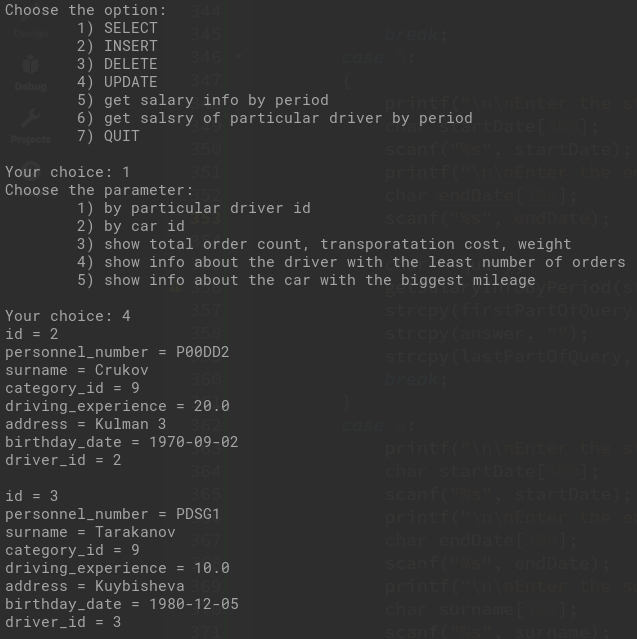 Choose the option:
1) SELECT
2) INSERT
3) DELETE
4) UPDATE
5) get salary info by period
6) get salsry of particular driver by period
7) QUIT
Your choice: 1
Choose the parameter:
1) by particular driver id
2) by car id
3) show total order count, transporatation cost, weight
4) show info about the driver with the least number of orders
5) show info about the car with the biggest mileage
Your choice: 4
id = 2
personnel_number = P00DD2
surname = Crukov
category_id = 9
driving_experience = 20.0
address = Kulman 3
birthday_date = 1970-09-02
driver_id = 2
id = 3
personnel_number = PDSG1
surname = Tarakanov
category_id = 9
driving_experience = 10.0
address = Kuybisheva
birthday_date = 1980-12-05
driver_id = 3